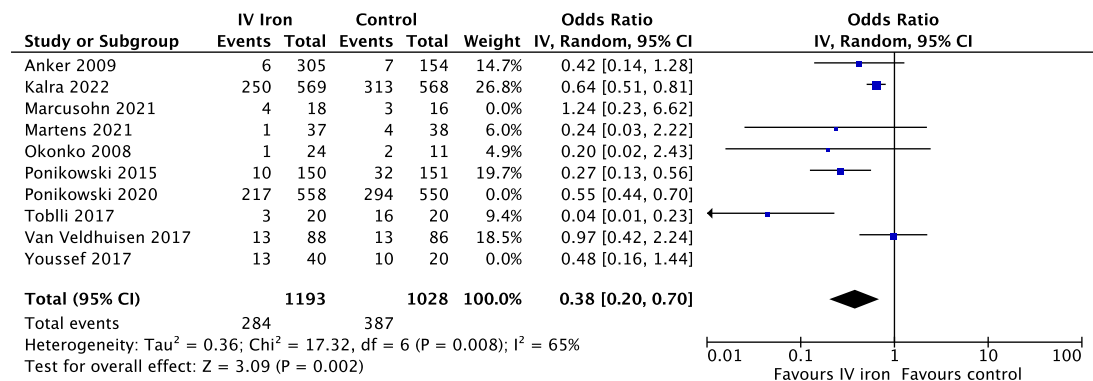 IV Iron Control Odds Ratio Odds Ratio
Study or Subgroup Events Total Events Total Weight IV, Random, 95% CI IV, Random, 95% CI
Anker 2009 6 305 7 154 14.7% 0.42 [0.14, 1.28]
Kalra 2022 250 569 313 568 26.8% 0.64 [0.51, 0.81]
Marcusohn 2021 4 18 3 16 0.0% 1.24 [0.23, 6.62]
Martens 2021 1 37 4 38 6.0% 0.24 [0.03, 2.22]
Okonko 2008 1 24 2 11 4.9% 0.20 [0.02, 2.43]
Ponikowski 2015 10 150 32 151 19.7% 0.27 [0.13, 0.56]
Ponikowski 2020 217 558 294 550 0.0% 0.55 [0.44, 0.70]
Toblli 2017 3 20 16 20 9.4% 0.04 [0.01, 0.23]
Van Veldhuisen 2017 13 88 13 86 18.5% 0.97 [0.42, 2.24]
Youssef 2017 13 40 10 20 0.0% 0.48 [0.16, 1.44]
Total (95% CI) 1193 1028 100.0% 0.38 [0.20, 0.70]
Total events 284 387
Heterogeneity: Tau² = 0.36; Chi² = 17.32, df = 6 (P = 0.008); I² = 65%
Test for overall effect: Z = 3.09 (P = 0.002)
0.01 0.1 1 10 100
Favours IV iron Favours control